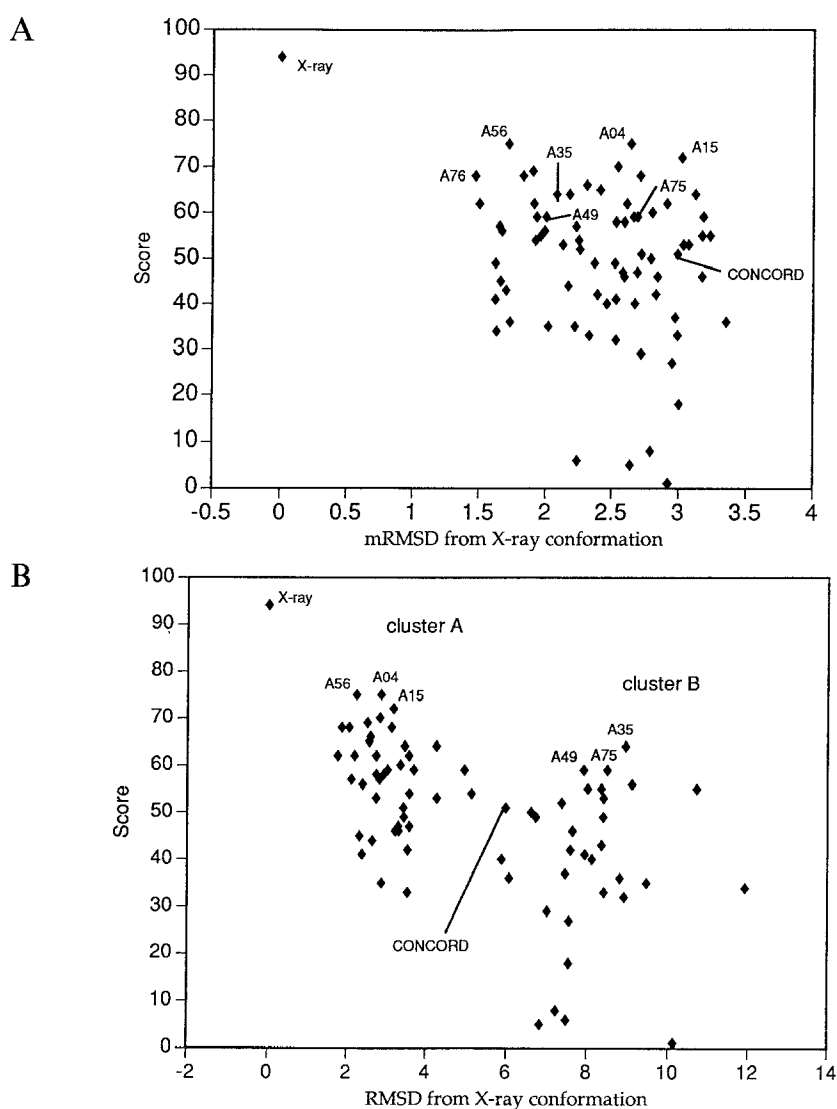 A
100
90
80
70
60
50
40
30
20
10
0
Score
X-ray
A56
A04
A35
A15
A76
A75
A49
CONCORD
-0.5 0 0.5 1 1.5 2 2.5 3 3.5 4
mRMSD from X-ray conformation
B
100
90
80
70
60
50
40
30
20
10
0
Score
X-ray
cluster A
A56 A04
A15
cluster B
A35
A49 A75
CONCORD
-2 0 2 4 6 8 10 12 14
RMSD from X-ray conformation